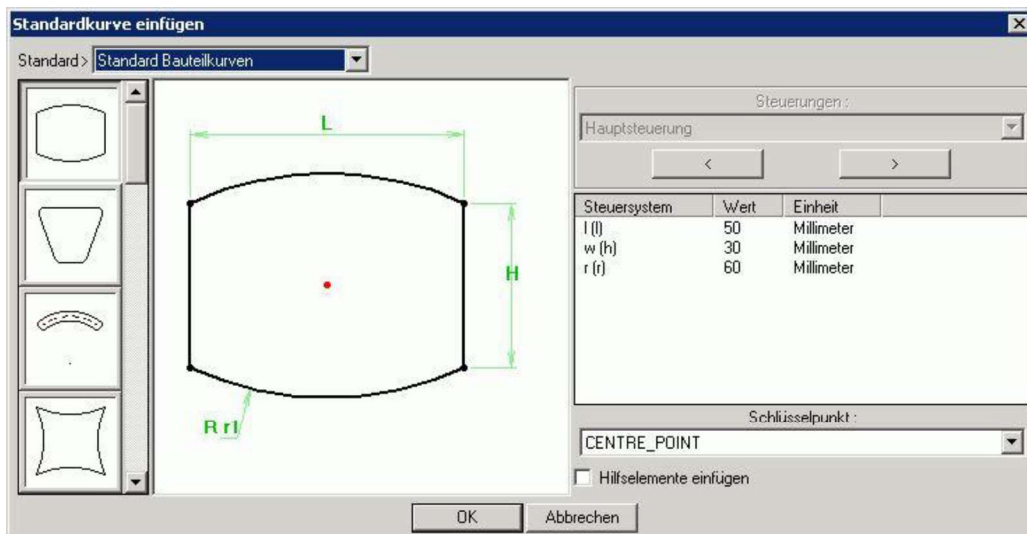 Standardkurve einfügen
Standard > Standard Bauteilkurven
L
H
R rl
Steuerungen :
Hauptsteuerung
< >
Steuersystem Wert Einheit
l (l) 50 Millimeter
w (h) 30 Millimeter
r (r) 60 Millimeter
Schlüsselpunkt :
CENTRE_POINT
Hilfselemente einfügen
OK Abbrechen